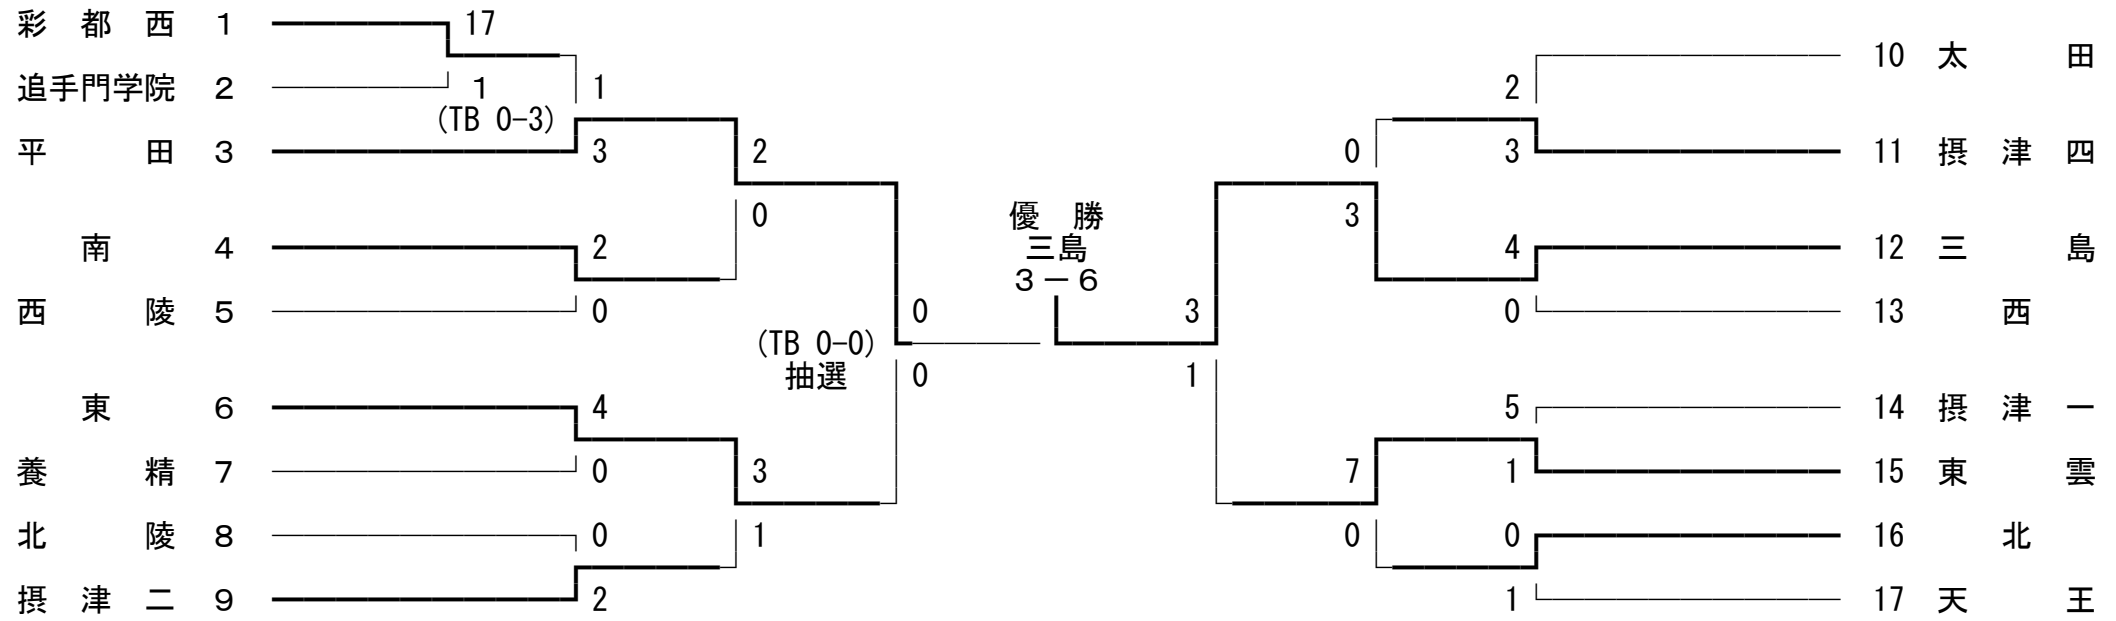 彩都西 1 17
10 太田
追手門学院 2 1 1 2
(TB 0-3)
平田 3 3 2 0 3 11 摂津四
0 優勝 3
南 4 2 三島 4 12 三島
3－6
西陵 5 0 0 3 0 13 西
(TB 0-0)
抽選 0 1
東 6 4 5 14 摂津一
養精 7 0 3 7 1 15 東雲
北陵 8 0 1 0 0 16 北
摂津二 9 2 1 17 天王